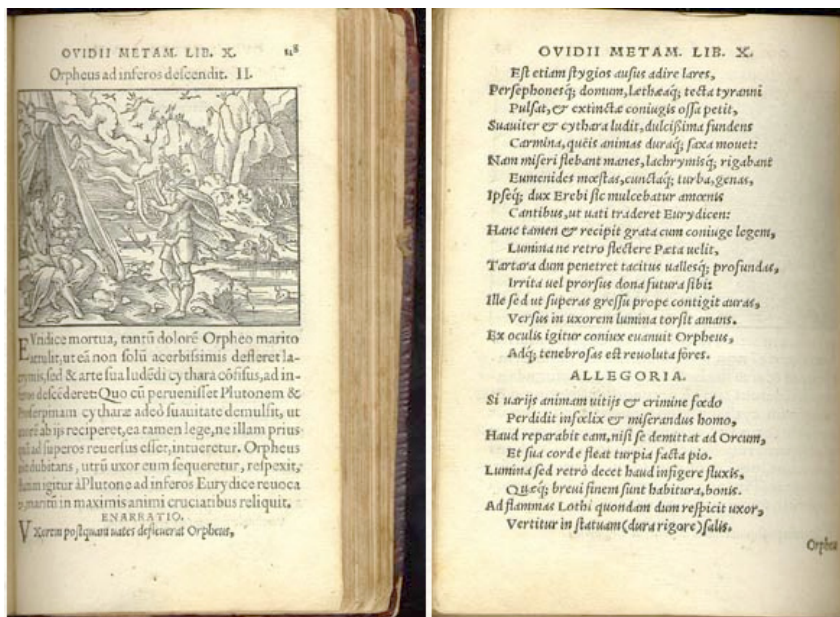 OVIDII METAM. LIB. X. 118
Orpheus ad inferos descendit. II.
EVridice mortua, tantū dolorē Orpheo marito
attulit, ut eā non solū acerbissimis defleret la-
crymis, sed & arte sua ludēdi cythara cōfisus, ad in-
feros descēderet: Quo cū peruenisset Plutonem &
Proserpinam cytharæ adeò suauitate demulsit, ut
uxorē ab ijs reciperet, ea tamen lege, ne illam prius
quā ad superos reuersus esset, intueretur. Orpheus
dubitans, utrū uxor eum sequeretur, respexit,
igitur à Plutone ad inferos Eurydice reuoca
maritū in maximis animi cruciatibus reliquit.
ENARRATIO.
VXorem postquam uates defleuerat Orpheus,
OVIDII METAM. LIB. X.
Est etiam stygios ausus adire lares,
Persephonesq́; domum, Lethæaq́; tecta tyranni
Pulsat, & extinctæ coniugis ossa petit,
Suauiter & cythara ludit, dulcißima fundens
Carmina, queis animas duraq́; saxa mouet:
Nam miseri flebant manes, lachrymisq́; rigabant
Eumenides mœstas, cunctaq́; turba, genas,
Ipseq́; dux Erebi sic mulcebatur amœnis
Cantibus, ut uati traderet Eurydicen:
Hanc tamen & recipit grata cum coniuge legem,
Lumina ne retro flectere Pæta uelit,
Tartara dum penetret tacitus uallesq́; profundas,
Irrita uel prorsus dona futura sibi:
Ille sed ut superas gressu prope contigit auras,
Versus in uxorem lumina torsit amans.
Ex oculis igitur coniux euanuit Orpheus,
Adq́; tenebrosas est reuoluta fores.
ALLEGORIA.
Si uarijs animam uitijs & crimine fœdo
Perdidit infœlix & miserandus homo,
Haud reparabit eam, nisi se demittat ad Orcum,
Et sua corde fleat turpia facta pio.
Lumina sed retrò decet haud infigere fluxis,
Quæq́; breui finem sunt habitura, bonis.
Ad flammas Lothi quondam dum respicit uxor,
Vertitur in statuam (dura rigore) salis.
Orphea